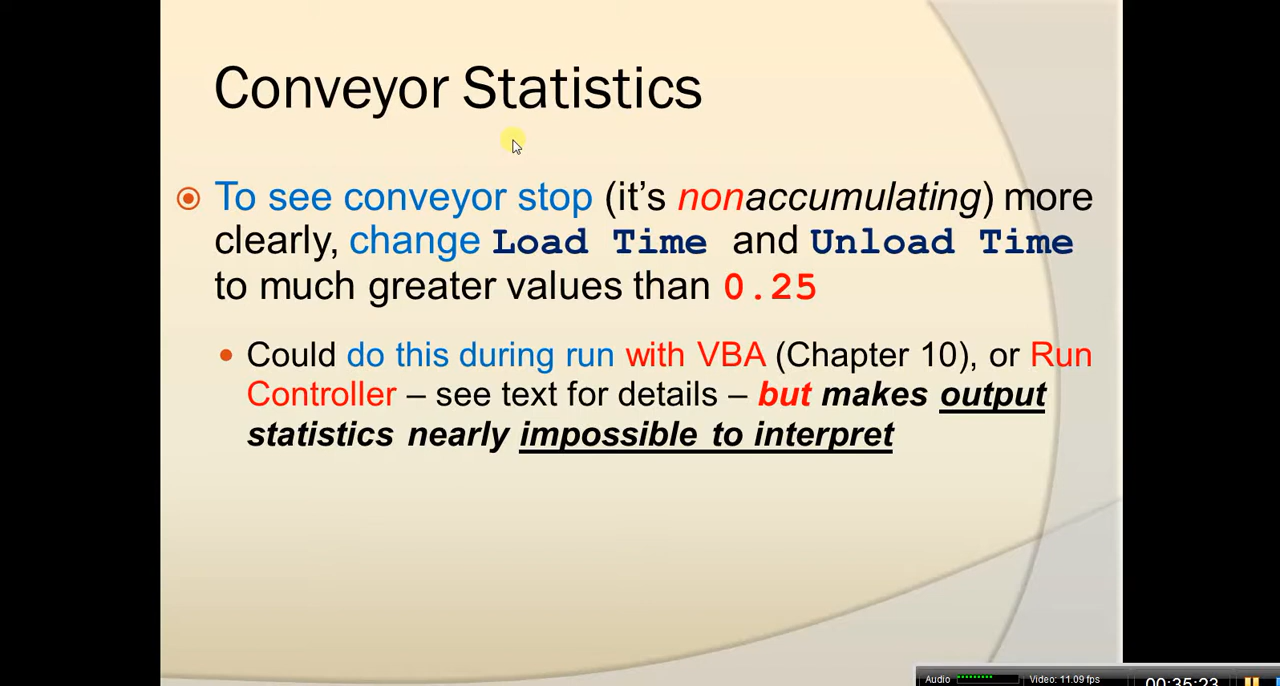 Conveyor Statistics
To see conveyor stop (it's nonaccumulating) more
clearly, change Load Time and Unload Time
to much greater values than 0.25
Could do this during run with VBA (Chapter 10), or Run
Controller – see text for details – but makes output
statistics nearly impossible to interpret
Audio Video: 11.09 fps 00:35:23